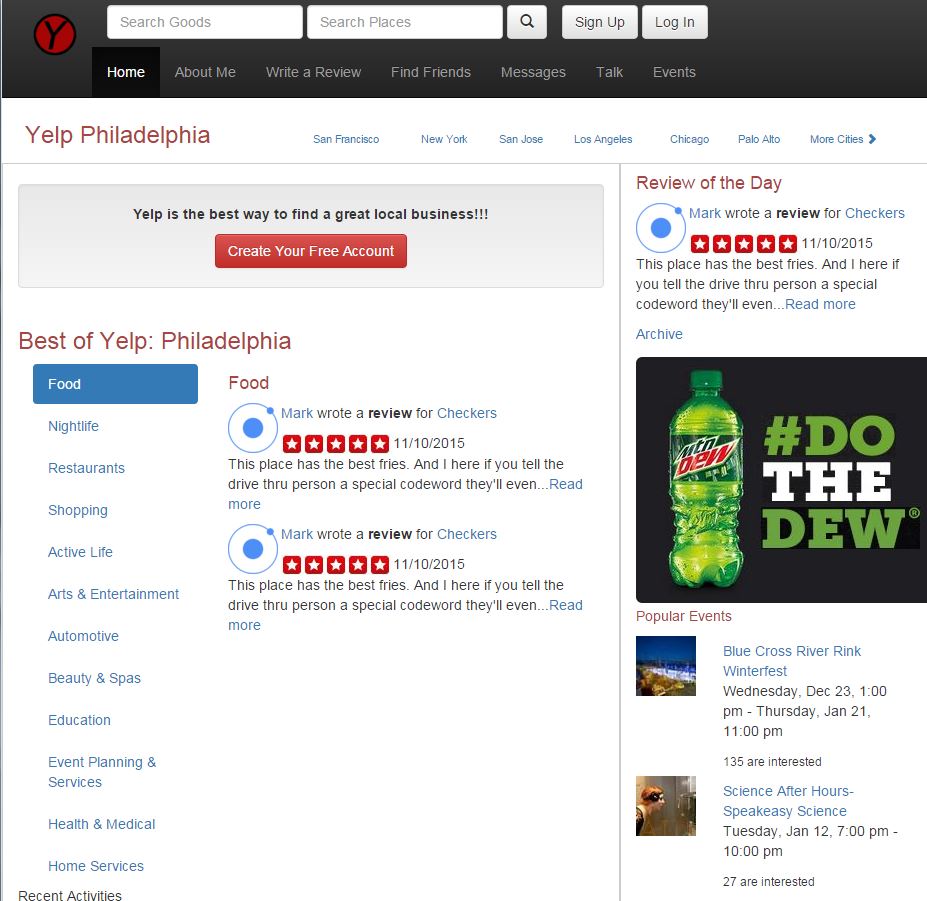 Y
Search Goods
Search Places
Sign Up
Log In
Home
About Me
Write a Review
Find Friends
Messages
Talk
Events
Yelp Philadelphia
San Francisco
New York
San Jose
Los Angeles
Chicago
Palo Alto
More Cities
Yelp is the best way to find a great local business!!!
Create Your Free Account
Best of Yelp: Philadelphia
Food
Nightlife
Restaurants
Shopping
Active Life
Arts & Entertainment
Automotive
Beauty & Spas
Education
Event Planning &
Services
Health & Medical
Home Services
Recent Activities
Food
Mark wrote a review for Checkers
11/10/2015
This place has the best fries. And I here if you tell the
drive thru person a special codeword they'll even...Read
more
Mark wrote a review for Checkers
11/10/2015
This place has the best fries. And I here if you tell the
drive thru person a special codeword they'll even...Read
more
Review of the Day
Mark wrote a review for Checkers
11/10/2015
This place has the best fries. And I here if you
you tell the drive thru person a special
codeword they'll even...Read more
Archive
Mtn
Dew
#DO
THE
DEW®
Popular Events
Blue Cross River Rink
Winterfest
Wednesday, Dec 23, 1:00
pm - Thursday, Jan 21,
11:00 pm
135 are interested
Science After Hours-
Speakeasy Science
Tuesday, Jan 12, 7:00 pm -
10:00 pm
27 are interested